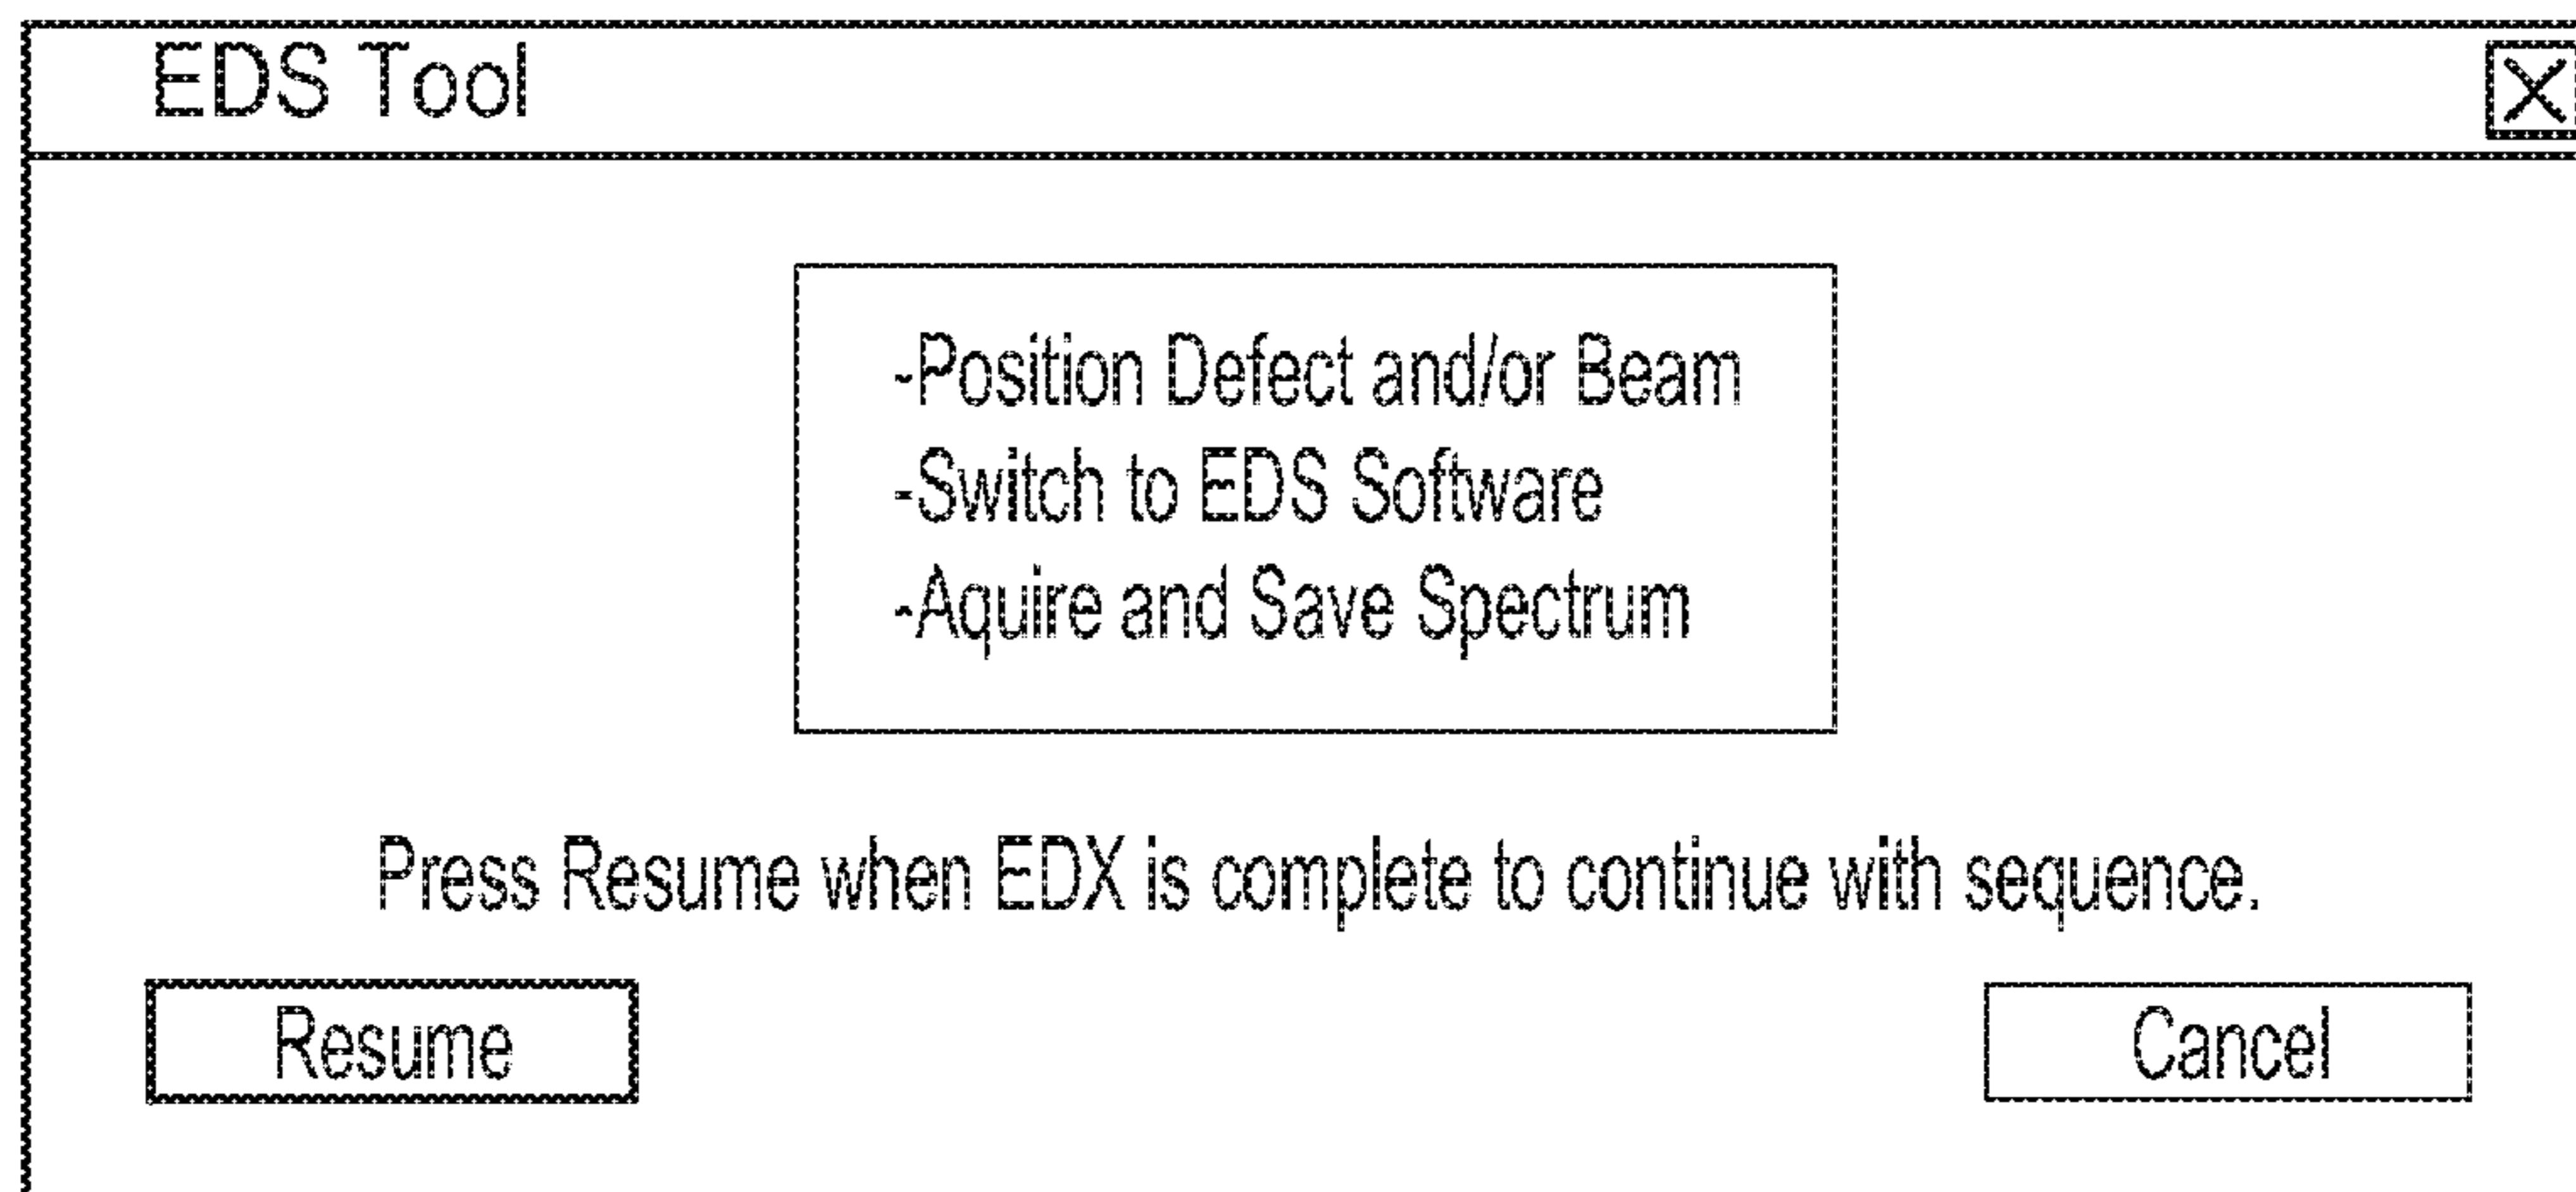 EDS Tool
-Position Defect and/or Beam
-Switch to EDS Software
-Aquire and Save Spectrum
Press Resume when EDX is complete to continue with sequence.
Resume
Cancel